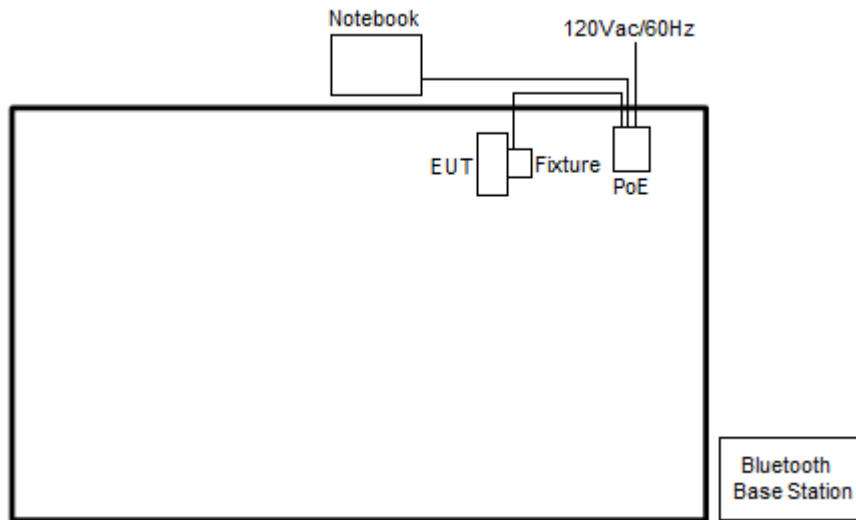 Notebook
120Vac/60Hz
EUT
Fixture
PoE
Bluetooth
Base Station